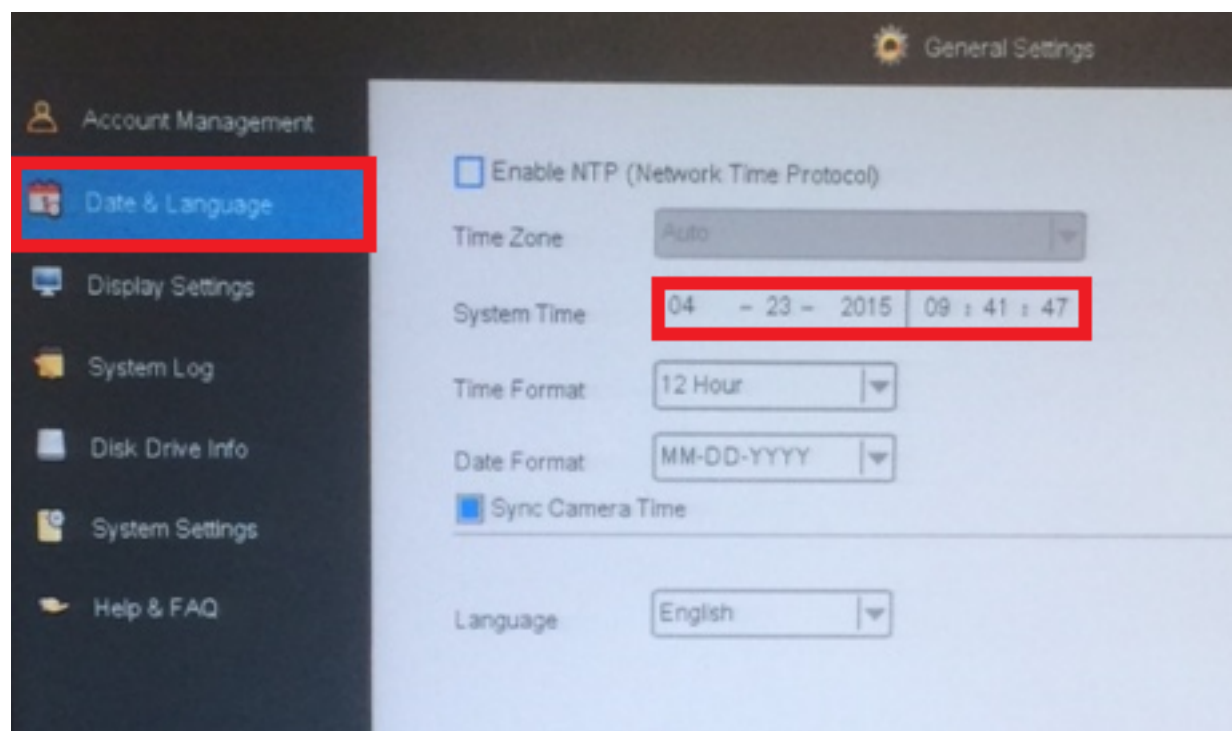 General Settings
Account Management
Date & Language
Display Settings
System Log
Disk Drive Info
System Settings
Help & FAQ
Enable NTP (Network Time Protocol)
Time Zone Auto
System Time 04 - 23 - 2015 09 : 41 : 47
Time Format 12 Hour
Date Format MM-DD-YYYY
Sync Camera Time
Language English